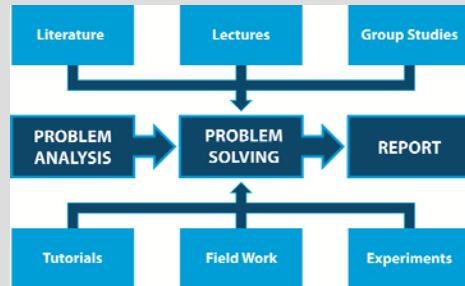 Literature
Lectures
Group Studies
PROBLEM
ANALYSIS
PROBLEM
SOLVING
REPORT
Tutorials
Field Work
Experiments